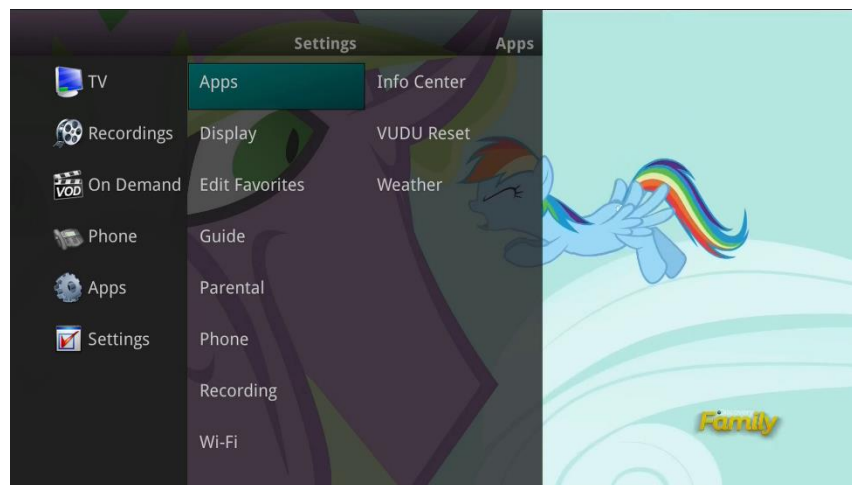 Settings
Apps
TV
Recordings
VOD
On Demand
Phone
Apps
Settings
Apps
Display
Edit Favorites
Guide
Parental
Phone
Recording
Wi-Fi
Info Center
VUDU Reset
Weather
Discovery
Family